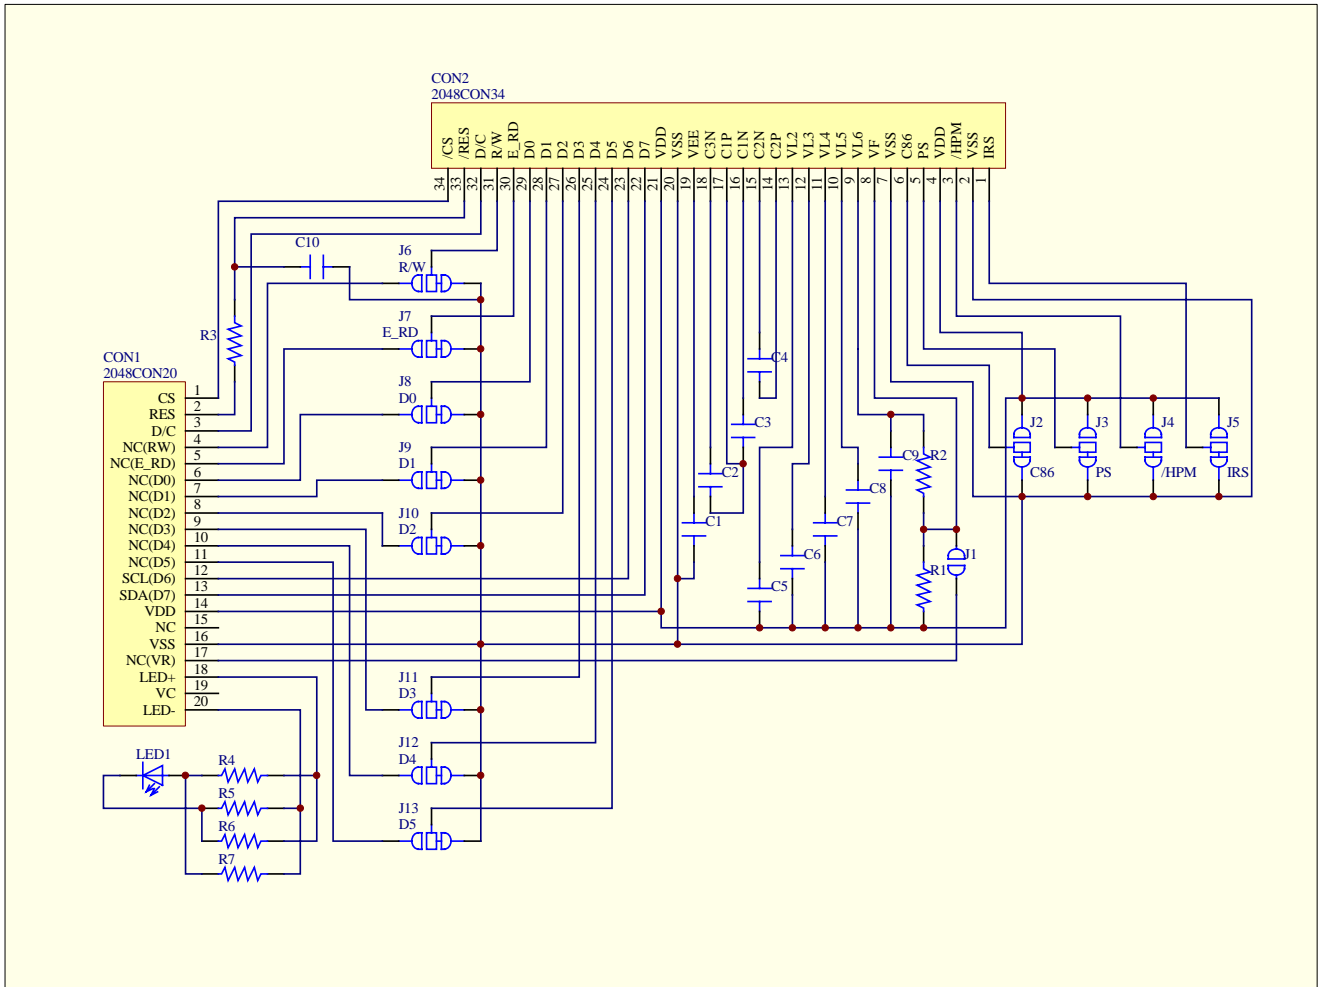 CON2
2048CON34
/CS
/RES
D/C
R/W
E_RD
D0
D1
D2
D3
D4
D5
D6
D7
VDD
VSS
VEE
C3N
C1P
C1N
C2N
C2P
VL2
VL3
VL4
VL5
VL6
VF
VSS
C86
PS
VDD
/HPM
VSS
IRS
34
33
32
31
30
29
28
27
26
25
24
23
22
21
20
19
18
17
16
15
14
13
12
11
10
9
8
7
6
5
4
3
2
1
C10
J6
R/W
J7
E_RD
R3
J8
D0
J9
D1
J10
D2
C4
C3
C2
C1
C9
R2
C8
C7
C6
C5
R1
J1
J2
C86
J3
PS
J4
/HPM
J5
IRS
CON1
2048CON20
CS 1
RES 2
D/C 3
NC(RW) 4
NC(E_RD) 5
NC(D0) 6
NC(D1) 7
NC(D2) 8
NC(D3) 9
NC(D4) 10
NC(D5) 11
SCL(D6) 12
SDA(D7) 13
VDD 14
NC 15
VSS 16
NC(VR) 17
LED+ 18
VC 19
LED- 20
J11
D3
J12
D4
J13
D5
LED1
R4
R5
R6
R7